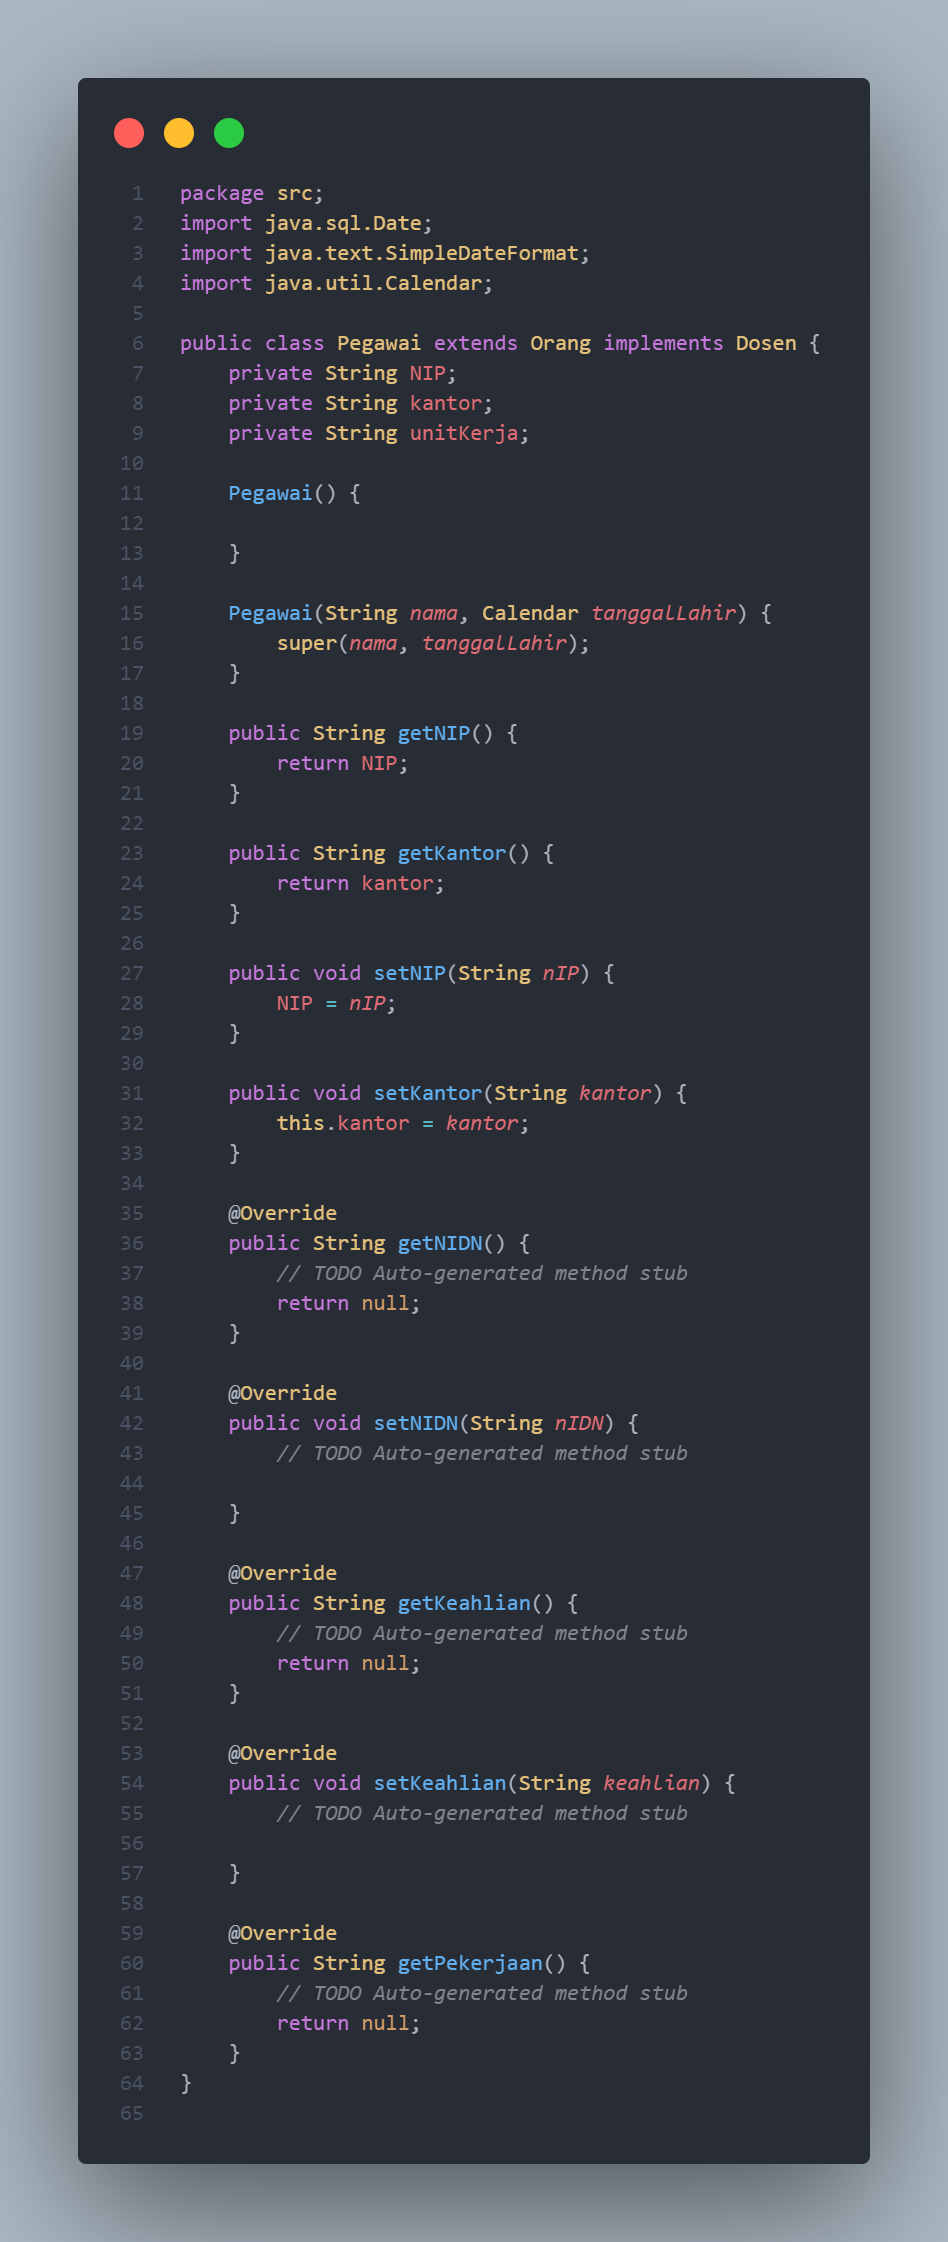 1 package src;
2 import java.sql.Date;
3 import java.text.SimpleDateFormat;
4 import java.util.Calendar;
5
6 public class Pegawai extends Orang implements Dosen {
7     private String NIP;
8     private String kantor;
9     private String unitKerja;
10
11     Pegawai() {
12
13     }
14
15     Pegawai(String nama, Calendar tanggalLahir) {
16         super(nama, tanggalLahir);
17     }
18
19     public String getNIP() {
20         return NIP;
21     }
22
23     public String getKantor() {
24         return kantor;
25     }
26
27     public void setNIP(String nIP) {
28         NIP = nIP;
29     }
30
31     public void setKantor(String kantor) {
32         this.kantor = kantor;
33     }
34
35     @Override
36     public String getNIDN() {
37         // TODO Auto-generated method stub
38         return null;
39     }
40
41     @Override
42     public void setNIDN(String nIDN) {
43         // TODO Auto-generated method stub
44
45     }
46
47     @Override
48     public String getKeahlian() {
49         // TODO Auto-generated method stub
50         return null;
51     }
52
53     @Override
54     public void setKeahlian(String keahlian) {
55         // TODO Auto-generated method stub
56
57     }
58
59     @Override
60     public String getPekerjaan() {
61         // TODO Auto-generated method stub
62         return null;
63     }
64 }
65